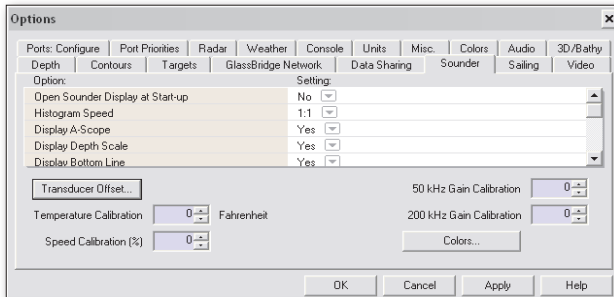 Options
Ports: Configure Port Priorities Radar Weather Console Units Misc. Colors Audio 3D/Bathy
Depth Contours Targets GlassBridge Network Data Sharing Sounder Sailing Video
Option: Setting:
Open Sounder Display at Start-up No
Histogram Speed 1:1
Display A-Scope Yes
Display Depth Scale Yes
Display Bottom Line Yes
Transducer Offset... 50 kHz Gain Calibration 0
Temperature Calibration 0 Fahrenheit 200 kHz Gain Calibration 0
Speed Calibration (%) 0 Colors...
OK Cancel Apply Help